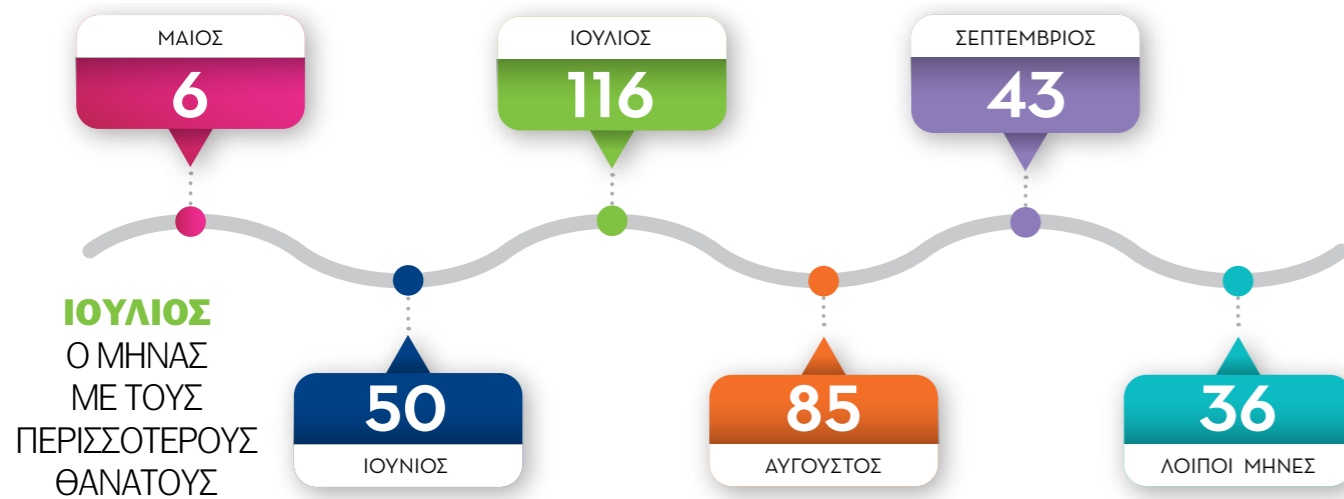 ΜΑΙΟΣ
6
ΙΟΥΛΙΟΣ
116
ΣΕΠΤΕΜΒΡΙΟΣ
43
ΙΟΥΛΙΟΣ
Ο ΜΗΝΑΣ
ΜΕ ΤΟΥΣ
ΠΕΡΙΣΣΟΤΕΡΟΥΣ
ΘΑΝΑΤΟΥΣ
50
ΙΟΥΝΙΟΣ
85
ΑΥΓΟΥΣΤΟΣ
36
ΛΟΙΠΟΙ ΜΗΝΕΣ